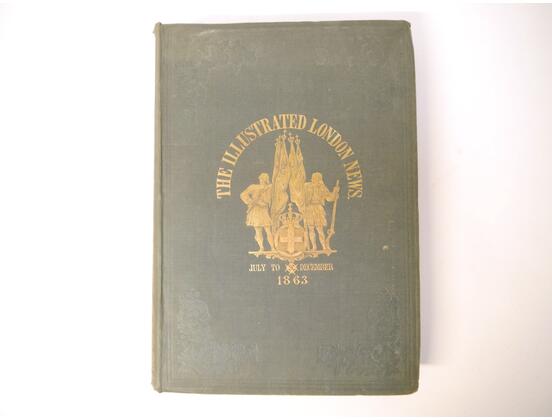 THE ILLUSTRATED LONDON NEWS.
JULY TO DECEMBER
1863